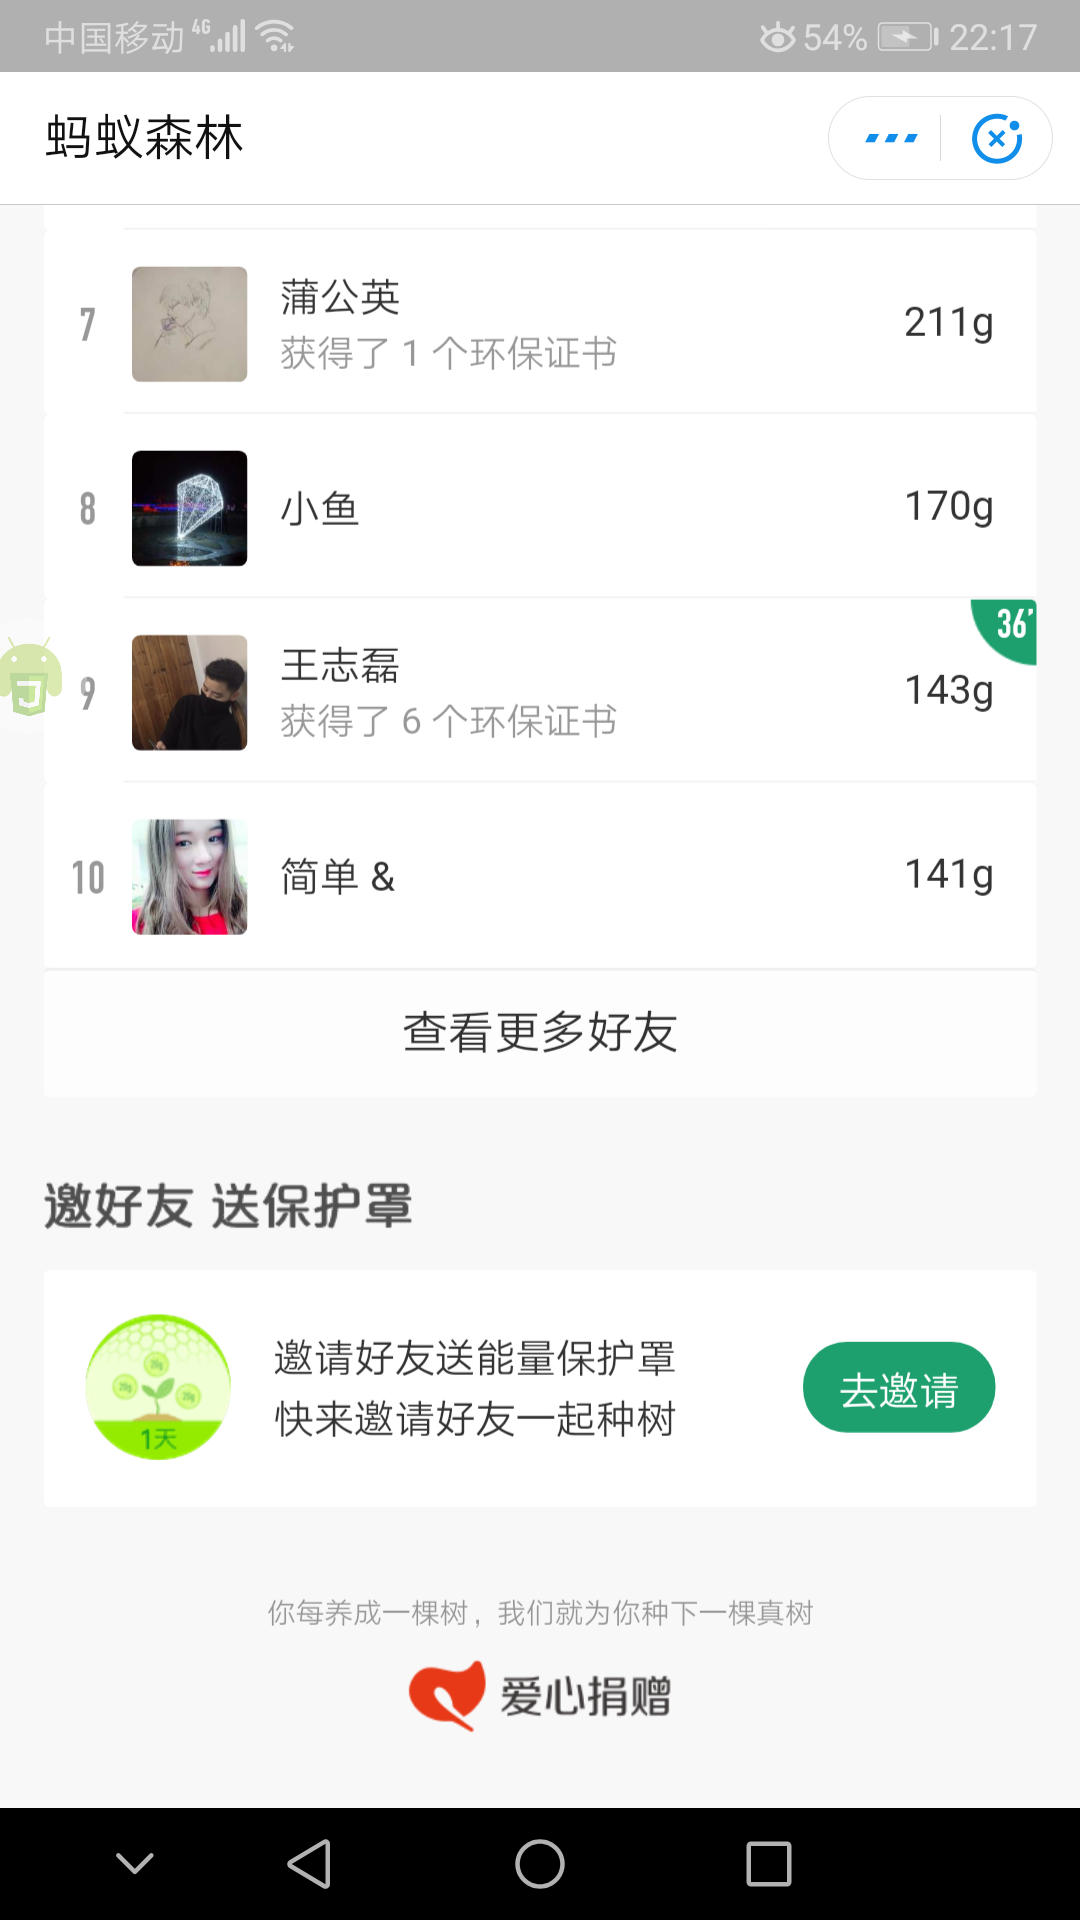 中国移动 4G 54% 22:17
蚂蚁森林
7 蒲公英 211g
获得了 1 个环保证书
8 小鱼 170g
36'
9 王志磊 143g
获得了 6 个环保证书
10 简单 & 141g
查看更多好友
邀好友 送保护罩
邀请好友送能量保护罩
快来邀请好友一起种树
1天
去邀请
你每养成一棵树，我们就为你种下一棵真树
爱心捐赠